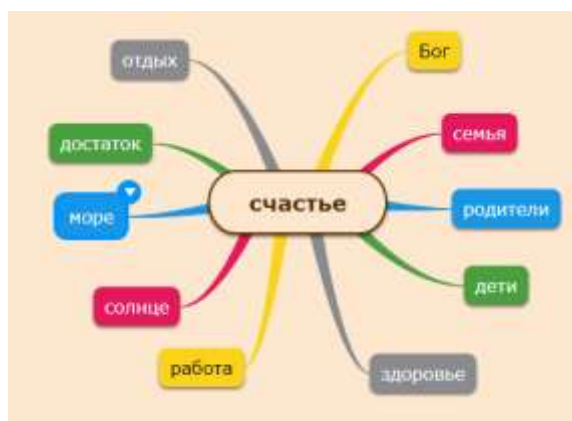 отдых
Бог
достаток
семья
море
счастье
родители
солнце
дети
работа
здоровье